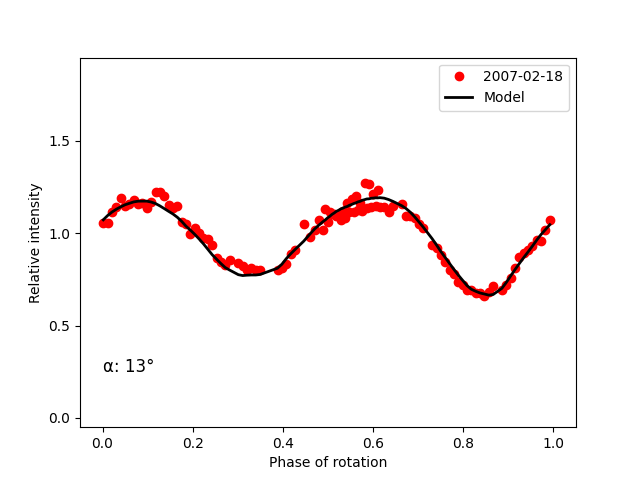 2007-02-18
Model
1.5
1.0
0.5
0.0
Relative intensity
α: 13°
0.0 0.2 0.4 0.6 0.8 1.0
Phase of rotation